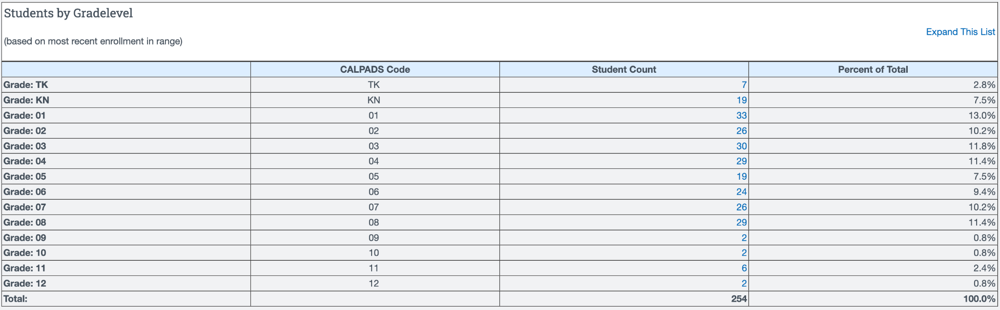 Students by Gradelevel
Expand This List
(based on most recent enrollment in range)
CALPADS Code Student Count Percent of Total
Grade: TK TK 7 2.8%
Grade: KN KN 19 7.5%
Grade: 01 01 33 13.0%
Grade: 02 02 26 10.2%
Grade: 03 03 30 11.8%
Grade: 04 04 29 11.4%
Grade: 05 05 19 7.5%
Grade: 06 06 24 9.4%
Grade: 07 07 26 10.2%
Grade: 08 08 29 11.4%
Grade: 09 09 2 0.8%
Grade: 10 10 2 0.8%
Grade: 11 11 6 2.4%
Grade: 12 12 2 0.8%
Total: 254 100.0%